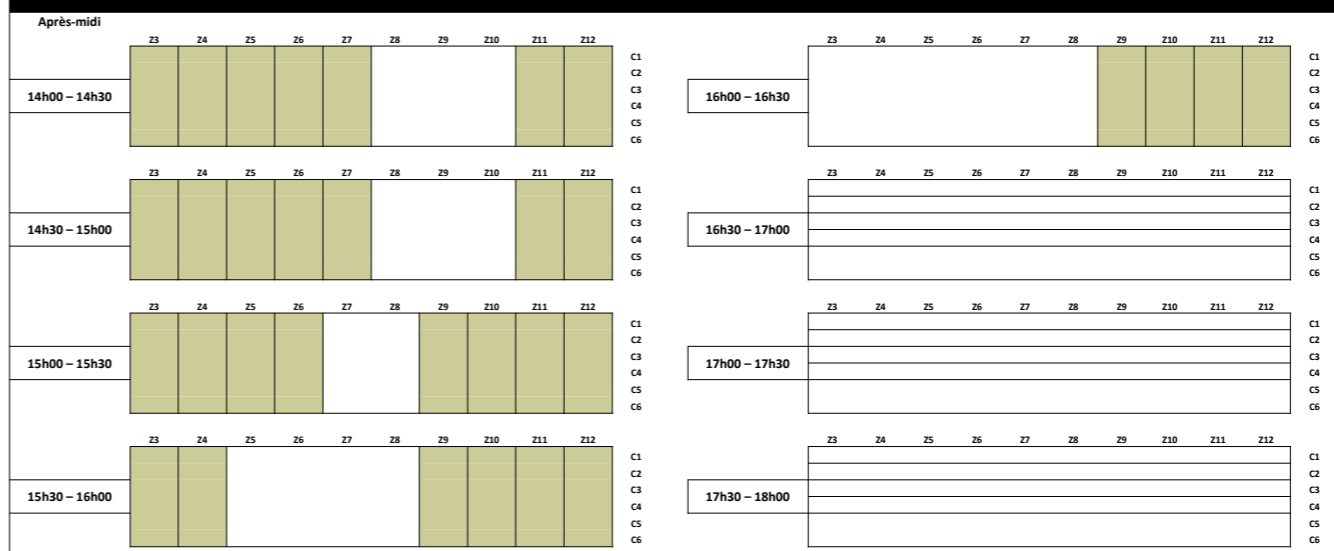 Après-midi
Z3 Z4 Z5 Z6 Z7 Z8 Z9 Z10 Z11 Z12
C1
C2
14h00 – 14h30
C3
C4
C5
C6
Z3 Z4 Z5 Z6 Z7 Z8 Z9 Z10 Z11 Z12
C1
C2
14h30 – 15h00
C3
C4
C5
C6
Z3 Z4 Z5 Z6 Z7 Z8 Z9 Z10 Z11 Z12
C1
C2
15h00 – 15h30
C3
C4
C5
C6
Z3 Z4 Z5 Z6 Z7 Z8 Z9 Z10 Z11 Z12
C1
C2
15h30 – 16h00
C3
C4
C5
C6
Z3 Z4 Z5 Z6 Z7 Z8 Z9 Z10 Z11 Z12
C1
C2
16h00 – 16h30
C3
C4
C5
C6
Z3 Z4 Z5 Z6 Z7 Z8 Z9 Z10 Z11 Z12
C1
C2
16h30 – 17h00
C3
C4
C5
C6
Z3 Z4 Z5 Z6 Z7 Z8 Z9 Z10 Z11 Z12
C1
C2
17h00 – 17h30
C3
C4
C5
C6
Z3 Z4 Z5 Z6 Z7 Z8 Z9 Z10 Z11 Z12
C1
C2
17h30 – 18h00
C3
C4
C5
C6